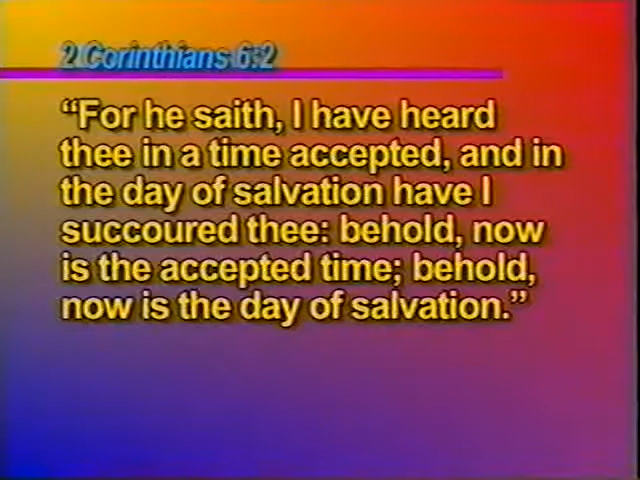 2 Corinthians 6:2
“For he saith, I have heard
thee in a time accepted, and in
the day of salvation have I
succoured thee: behold, now
is the accepted time; behold,
now is the day of salvation.”